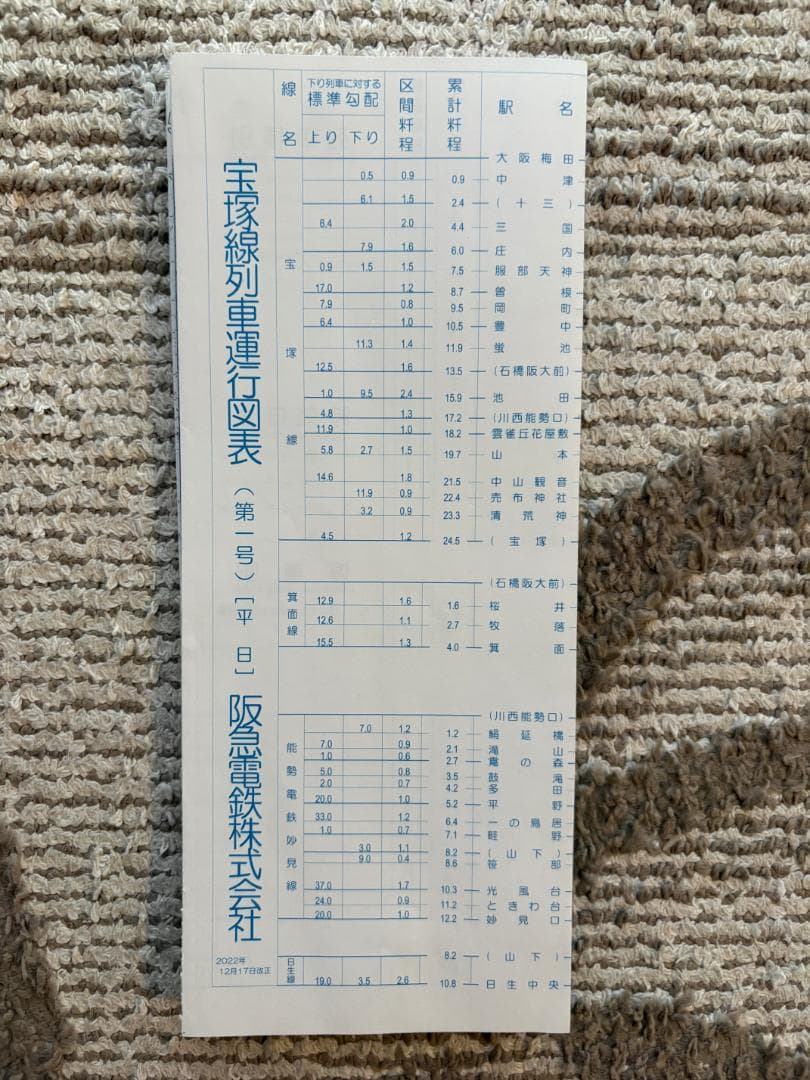 宝塚線列車運行図表 (第一号) [平日] 阪急電鉄株式会社
2022年
12月17日改正
線名 下り列車に対する標準勾配 上り 下り 区間粁程 累計粁程 駅名
宝塚線
大阪梅田
0.5 0.9 0.9 中津
6.1 1.5 2.4 (十三)
6.4 2.0 4.4 三国
7.9 1.6 6.0 庄内
0.9 1.5 1.5 7.5 服部天神
17.0 1.2 8.7 曽根
7.9 0.8 9.5 岡町
6.4 1.0 10.5 豊中
11.3 1.4 11.9 蛍池
12.5 1.6 13.5 (石橋阪大前)
1.0 9.5 2.4 15.9 池田
4.8 1.3 17.2 (川西能勢口)
11.9 1.0 18.2 雲雀丘花屋敷
5.8 2.7 1.5 19.7 山本
14.6 1.8 21.5 中山観音
11.9 0.9 22.4 売布神社
3.2 0.9 23.3 清荒神
4.5 1.2 24.5 (宝塚)
箕面線
(石橋阪大前)
12.9 1.6 1.6 桜井
12.6 1.1 2.7 牧落
15.5 1.3 4.0 箕面
能勢電鉄妙見線
(川西能勢口)
7.0 1.2 1.2 絹延橋
7.0 0.9 2.1 滝山
1.0 0.6 2.7 鴬の森
5.0 0.8 3.5 鼓滝
2.0 0.7 4.2 多田
20.0 1.0 5.2 平野
33.0 1.2 6.4 一の鳥居
1.0 0.7 7.1 畦野
3.0 1.1 8.2 (山下)
9.0 0.4 8.6 笹部
37.0 1.7 10.3 光風台
24.0 0.9 11.2 ときわ台
20.0 1.0 12.2 妙見口
日生線
8.2 (山下)
19.0 3.5 2.6 10.8 日生中央